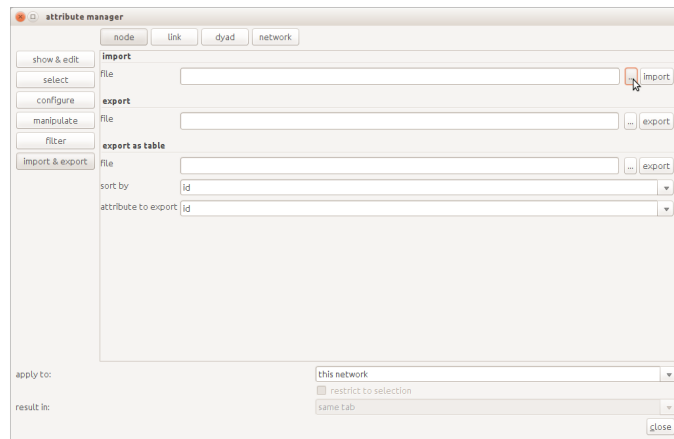 attribute manager
node link dyad network
show & edit
select
configure
manipulate
filter
import & export
import
file ... import
export
file ... export
export as table
file ... export
sort by id
attribute to export id
apply to: this network
restrict to selection
result in: same tab
close